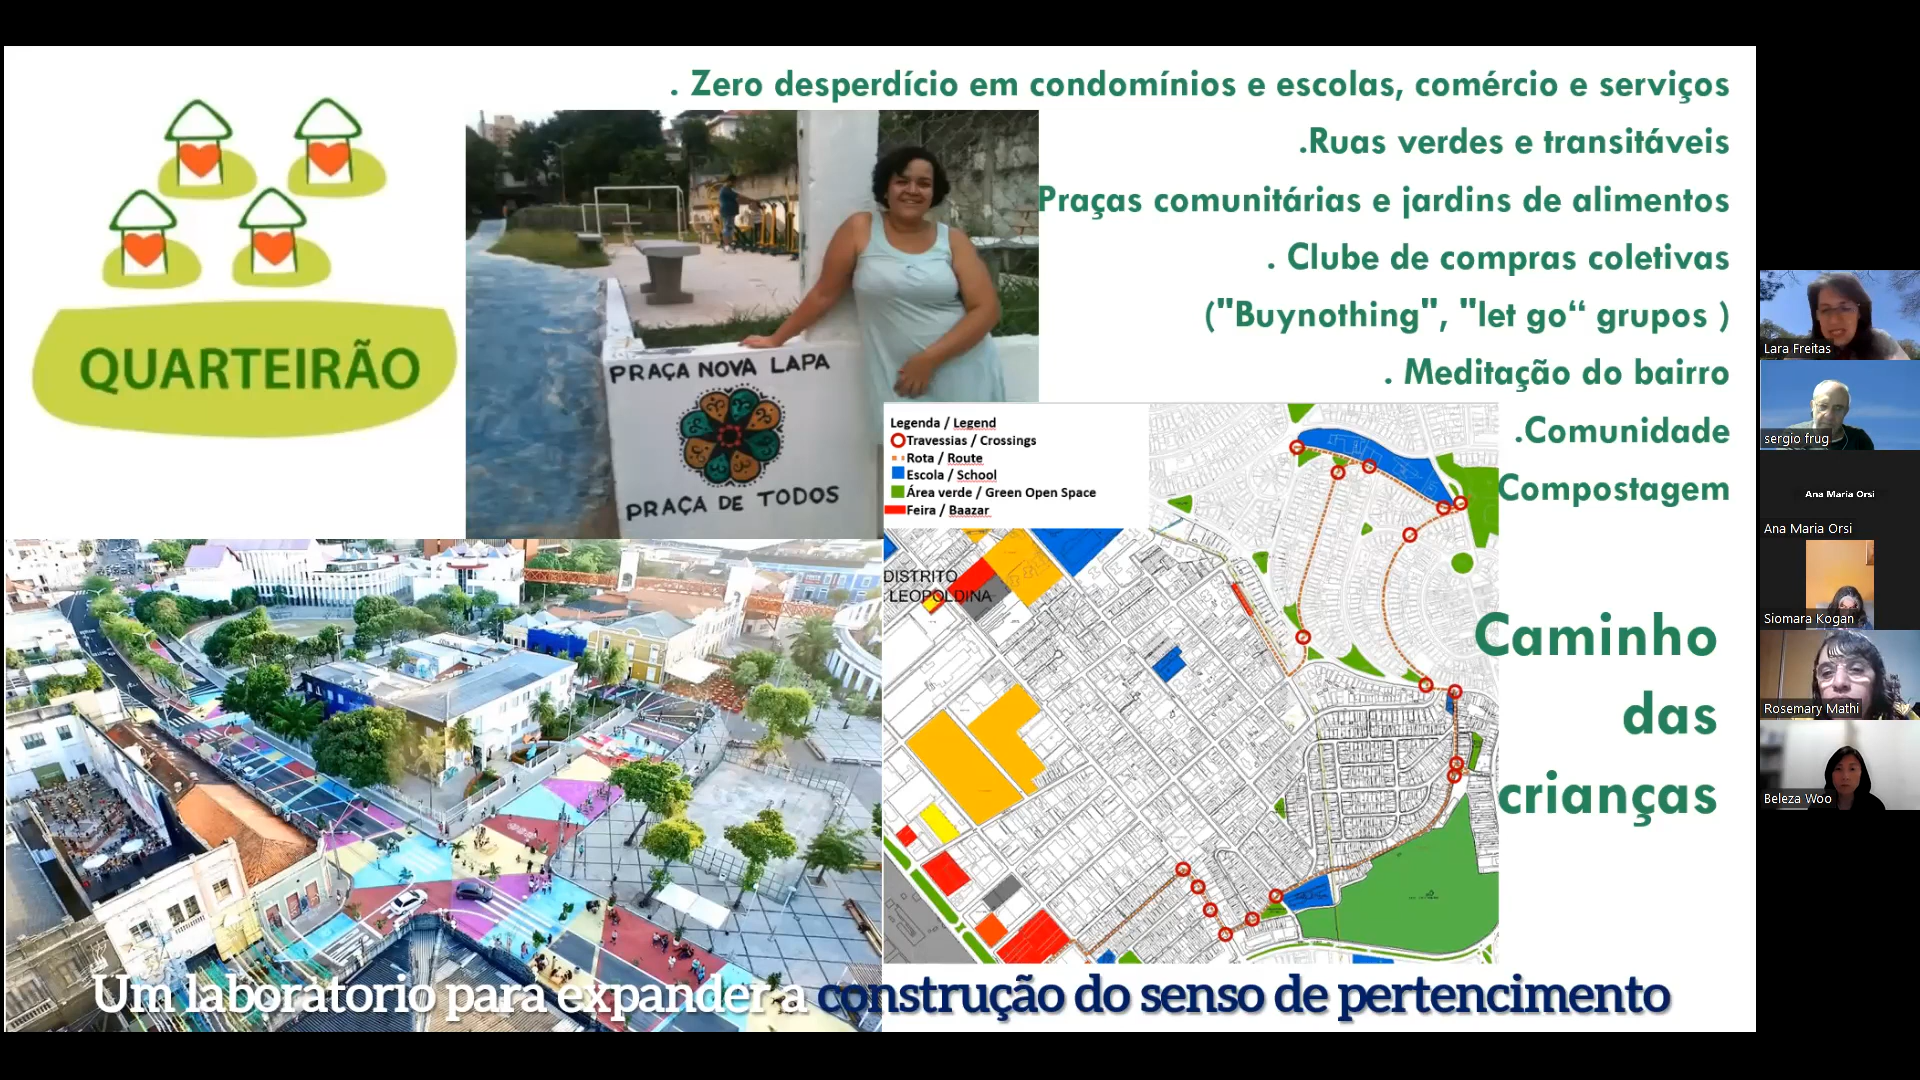 . Zero desperdício em condomínios e escolas, comércio e serviços
.Ruas verdes e transitáveis
Praças comunitárias e jardins de alimentos
. Clube de compras coletivas
("Buynothing", "let go“ grupos )
. Meditação do bairro
.Comunidade
Compostagem
QUARTEIRÃO
PRAÇA NOVA LAPA
PRAÇA DE TODOS
Legenda / Legend
Travessias / Crossings
Rota / Route
Escola / School
Área verde / Green Open Space
Feira / Baazar
DISTRITO
LEOPOLDINA
Caminho
das
crianças
Um laboratorio para expander a construção do senso de pertencimento
Lara Freitas
sergio frug
Ana Maria Orsi
Ana Maria Orsi
Siomara Kogan
Rosemary Mathi
Beleza Woo